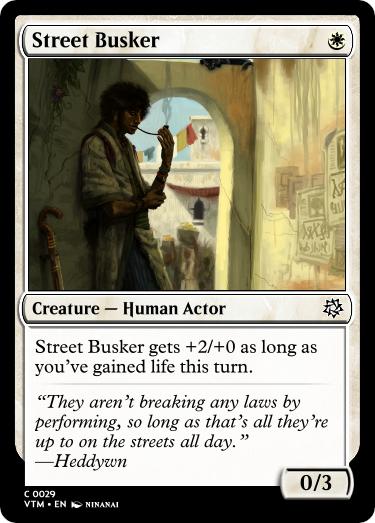 Street Busker
Creature — Human Actor
Street Busker gets +2/+0 as long as
you've gained life this turn.
“They aren't breaking any laws by
performing, so long as that's all they're
up to on the streets all day.”
—Heddwyn
0/3
C 0029
VTM • EN NINANAI